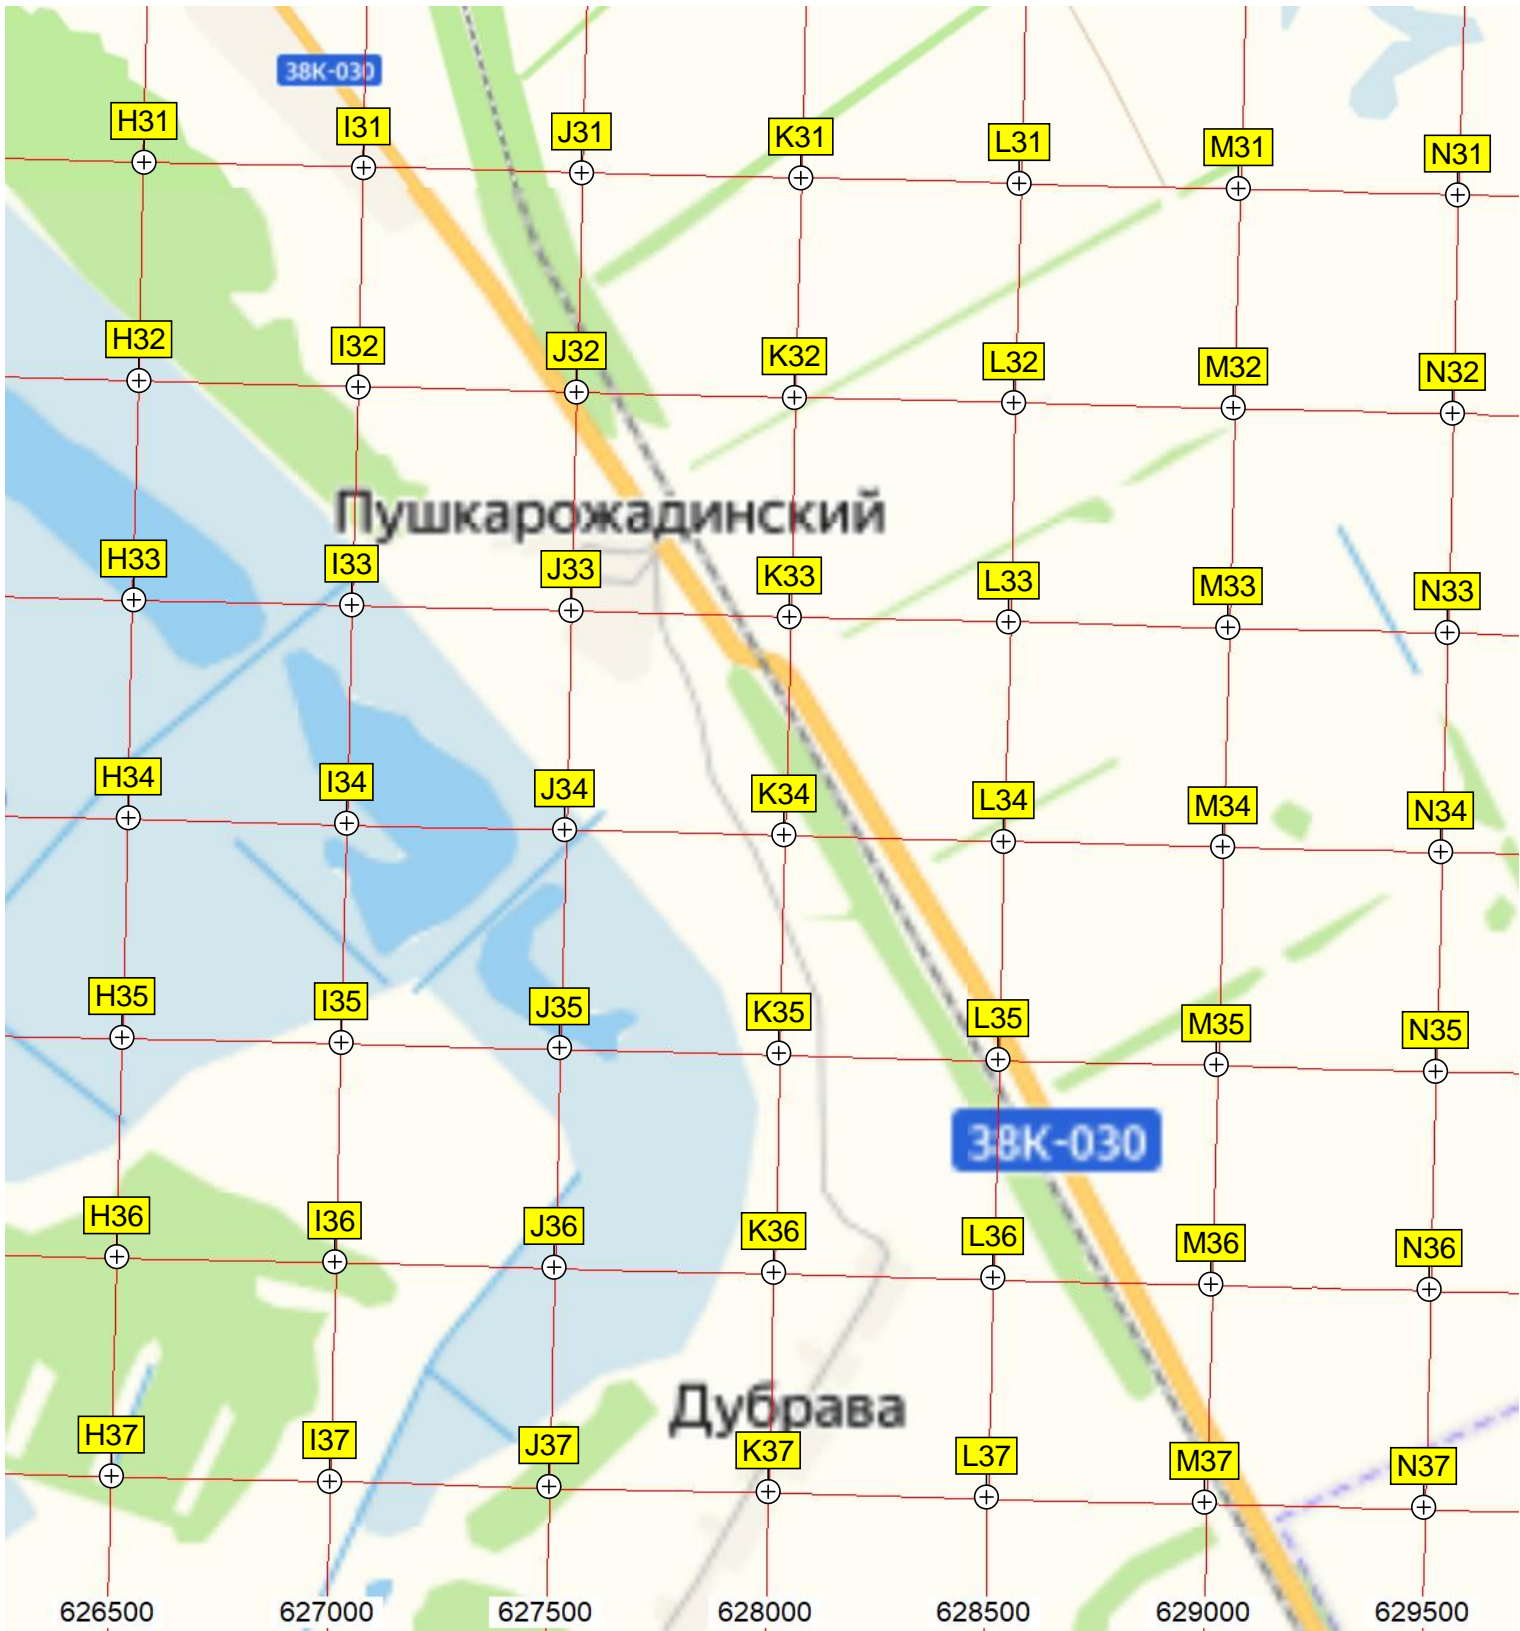 38K-030
H31 I31 J31 K31 L31 M31 N31
H32 I32 J32 K32 L32 M32 N32
Пушкарожадинский
H33 I33 J33 K33 L33 M33 N33
H34 I34 J34 K34 L34 M34 N34
H35 I35 J35 K35 L35 M35 N35
38K-030
H36 I36 J36 K36 L36 M36 N36
Дубрава
H37 I37 J37 K37 L37 M37 N37
626500 627000 627500 628000 628500 629000 629500